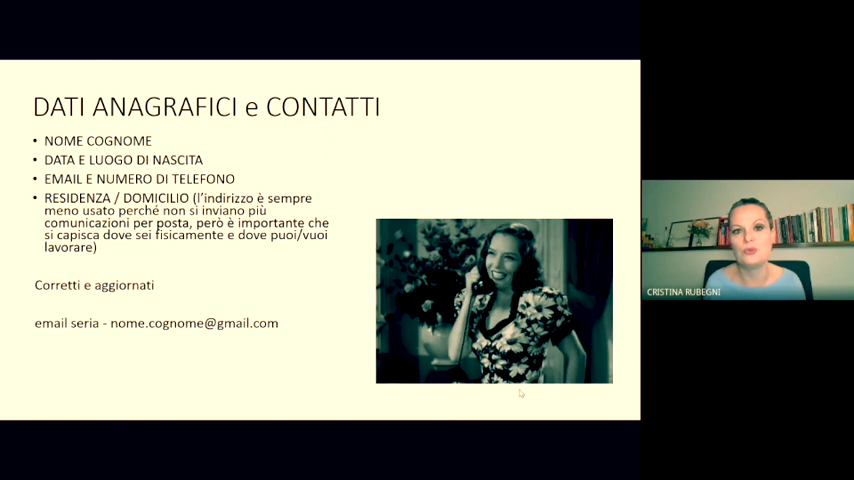 DATI ANAGRAFICI e CONTATTI
• NOME COGNOME
• DATA E LUOGO DI NASCITA
• EMAIL E NUMERO DI TELEFONO
• RESIDENZA / DOMICILIO (l'indirizzo è sempre
meno usato perché non si inviano più
comunicazioni per posta, però è importante che
si capisca dove sei fisicamente e dove puoi/vuoi
lavorare)
Corretti e aggiornati
email seria - nome.cognome@gmail.com
CRISTINA RUBEGNI